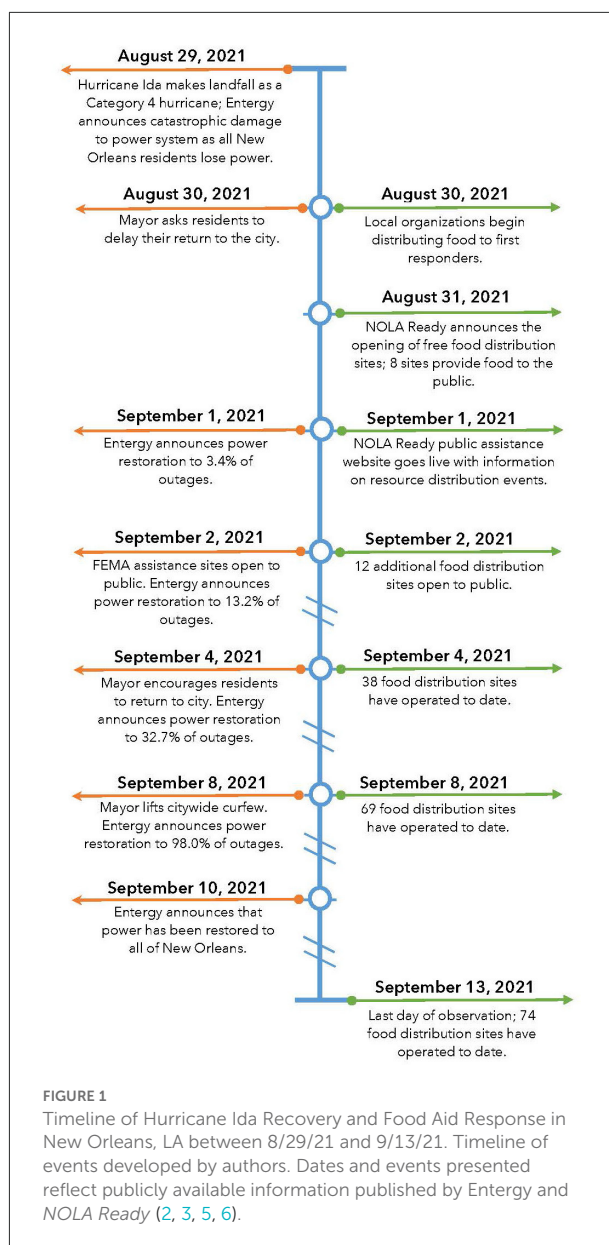 August 29, 2021
Hurricane Ida makes landfall as a
Category 4 hurricane; Entergy
announces catastrophic damage
to power system as all New
Orleans residents lose power.
August 30, 2021
Mayor asks residents to
delay their return to the city.
August 30, 2021
Local organizations begin
distributing food to first
responders.
August 31, 2021
NOLA Ready announces the
opening of free food distribution
sites; 8 sites provide food to the
public.
September 1, 2021
Entergy announces power
restoration to 3.4% of
outages.
September 1, 2021
NOLA Ready public assistance
website goes live with information
on resource distribution events.
September 2, 2021
FEMA assistance sites open to
public. Entergy announces
power restoration to 13.2% of
outages.
September 2, 2021
12 additional food distribution
sites open to public.
September 4, 2021
Mayor encourages residents
to return to city. Entergy
announces power restoration
to 32.7% of outages.
September 4, 2021
38 food distribution sites
have operated to date.
September 8, 2021
Mayor lifts citywide curfew.
Entergy announces power
restoration to 98.0% of outages.
September 8, 2021
69 food distribution sites
have operated to date.
September 10, 2021
Entergy announces that
power has been restored to
all of New Orleans.
September 13, 2021
Last day of observation; 74
food distribution sites have
operated to date.
FIGURE 1
Timeline of Hurricane Ida Recovery and Food Aid Response in
New Orleans, LA between 8/29/21 and 9/13/21. Timeline of
events developed by authors. Dates and events presented
reflect publicly available information published by Entergy and
NOLA Ready (2, 3, 5, 6).